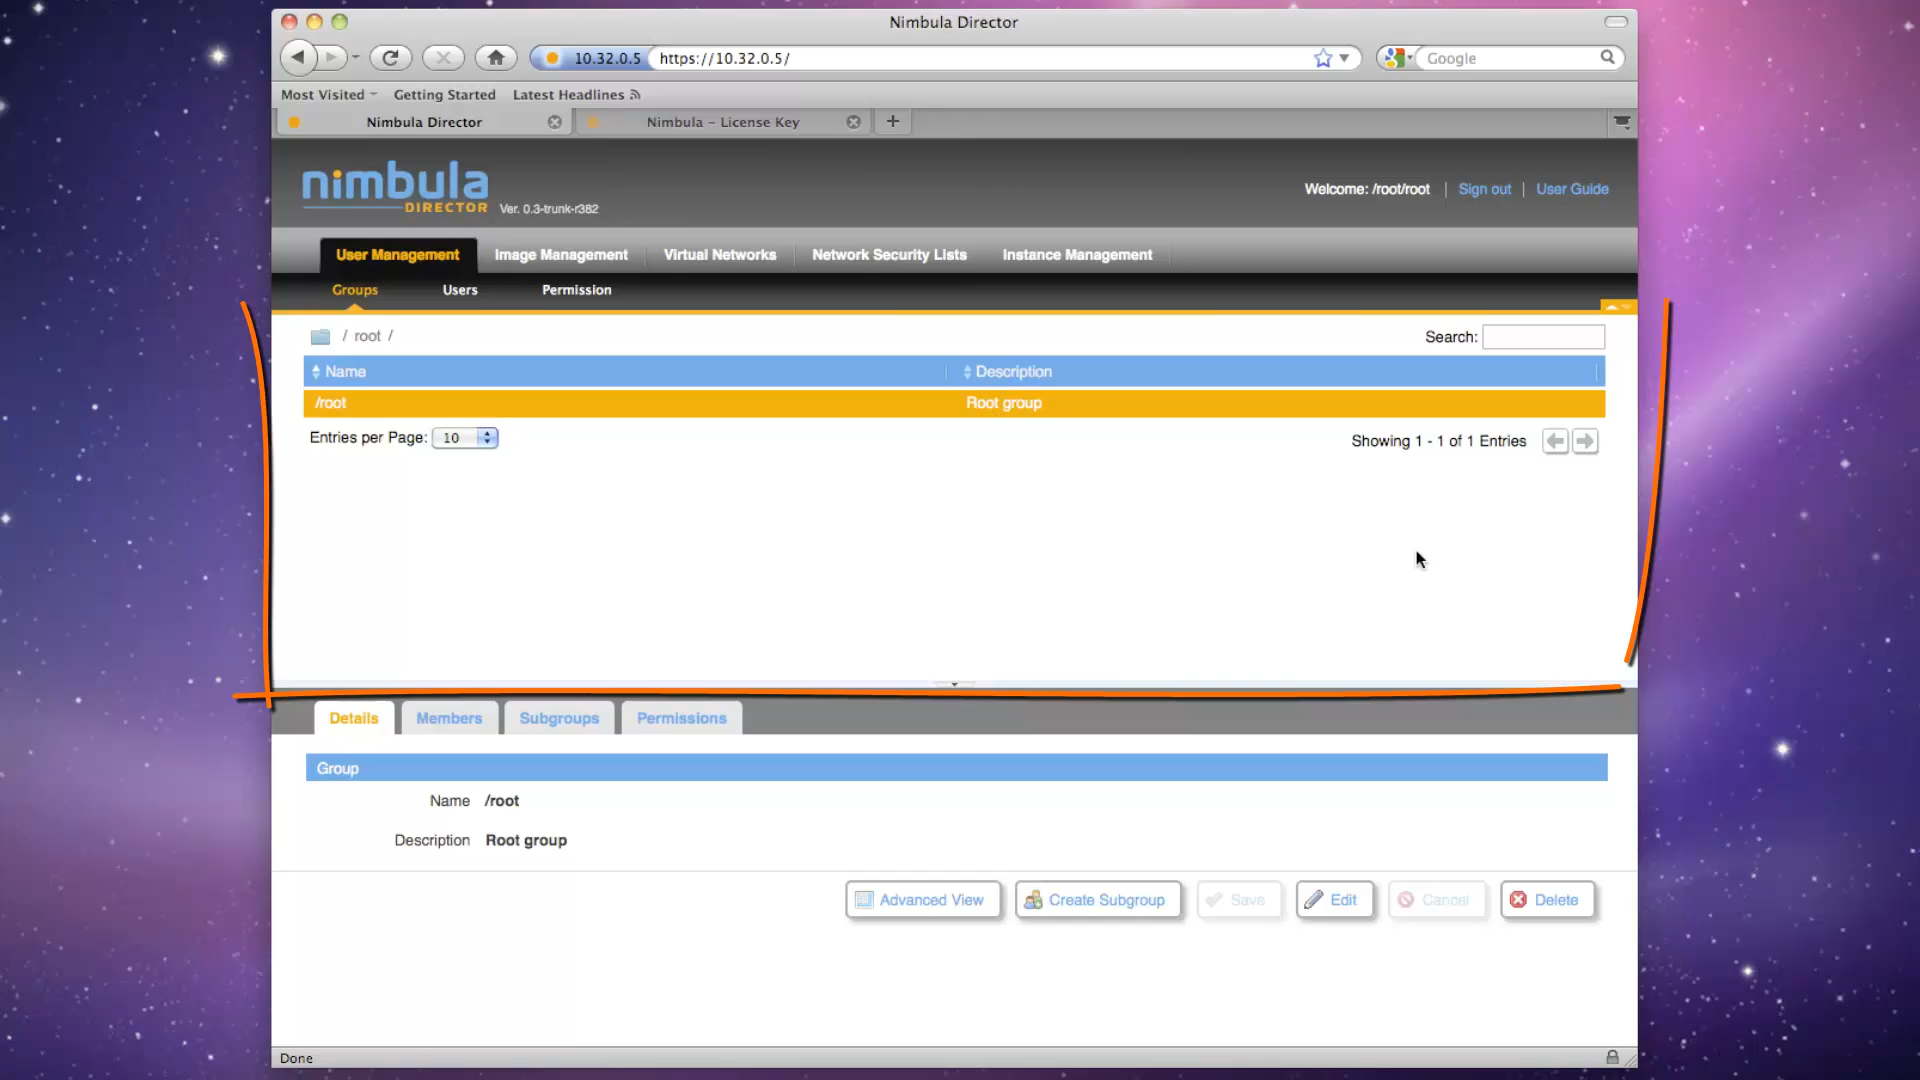 Nimbula Director
10.32.0.5 https://10.32.0.5/ Google
Most Visited Getting Started Latest Headlines
Nimbula Director Nimbula – License Key
nimbula
DIRECTOR Ver. 0.3-trunk-r382
Welcome: /root/root | Sign out | User Guide
User Management Image Management Virtual Networks Network Security Lists Instance Management
Groups Users Permission
/ root / Search:
Name Description
/root Root group
Entries per Page: 10 Showing 1 - 1 of 1 Entries
Details Members Subgroups Permissions
Group
Name /root
Description Root group
Advanced View Create Subgroup Save Edit Cancel Delete
Done